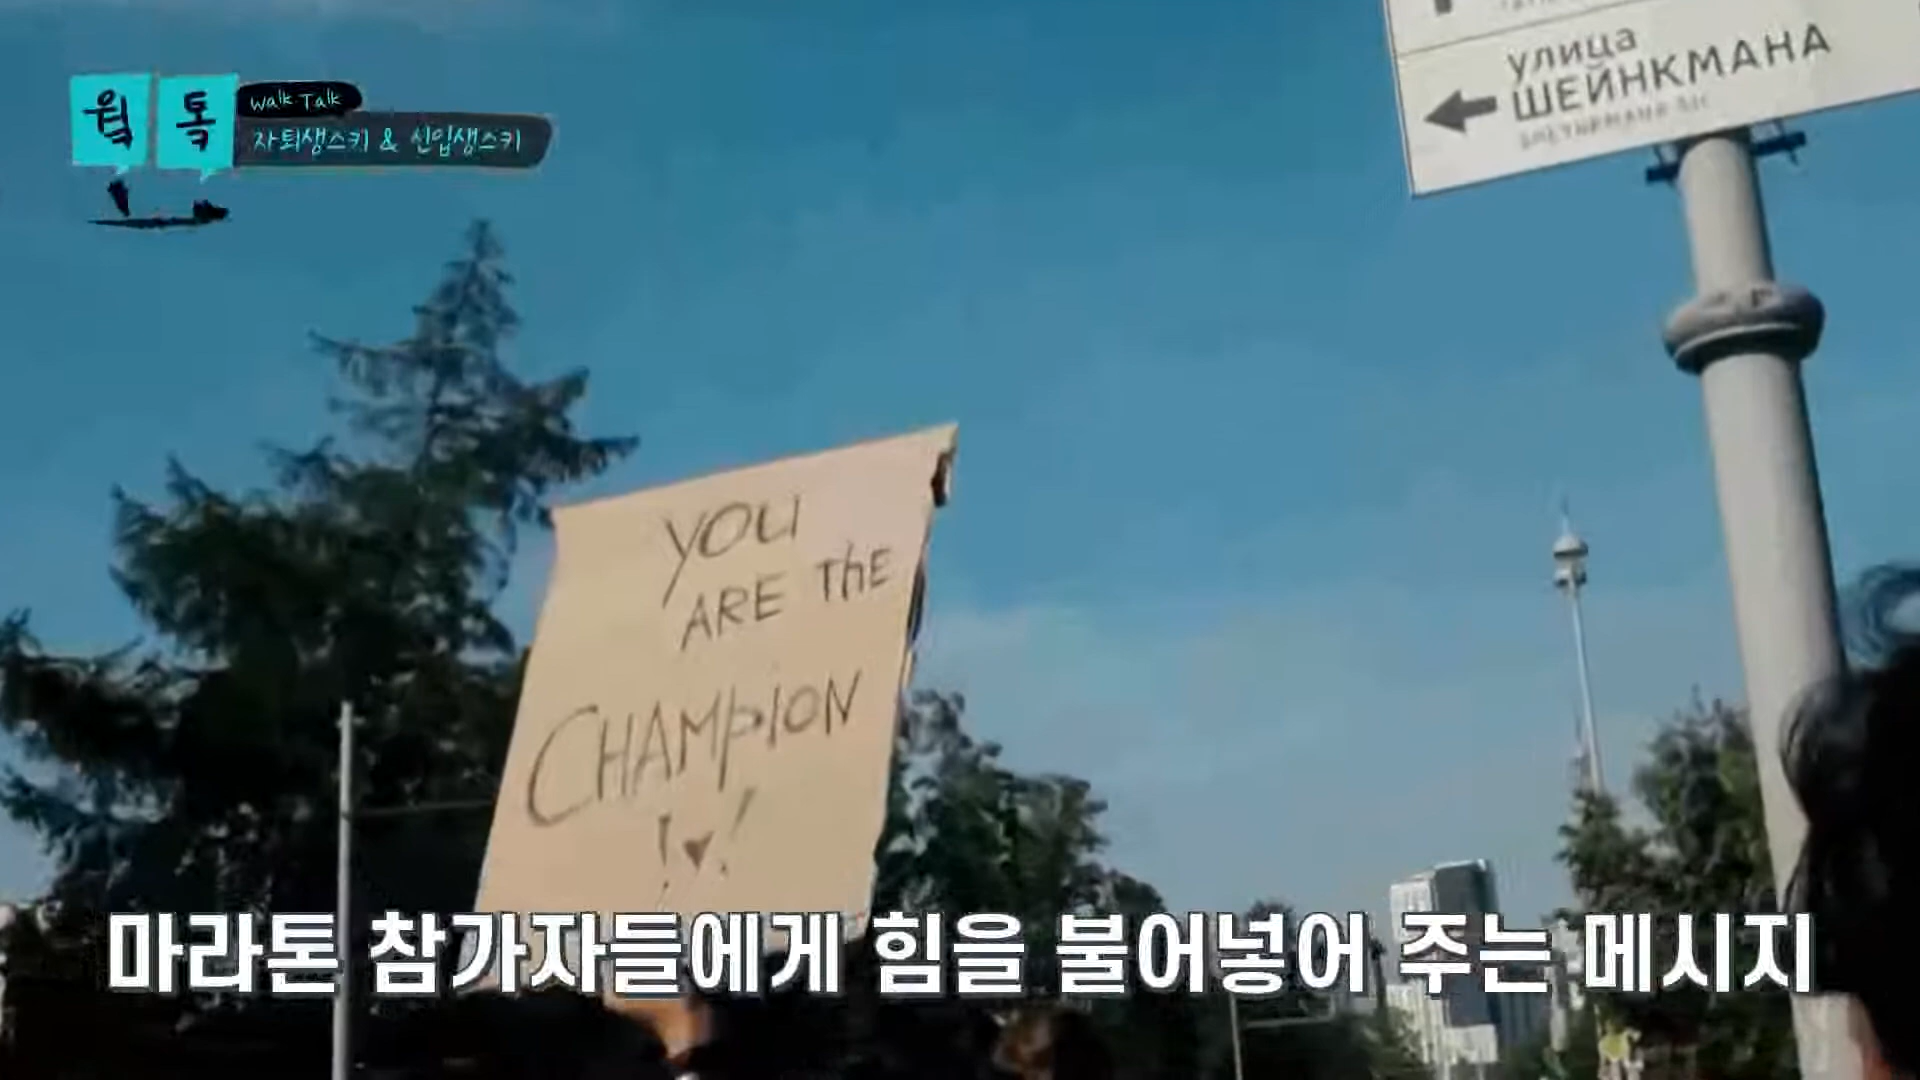 웍톡
Walk Talk
자퇴생스키 & 신입생스키
улица
ШЕЙНКМАНА
YOU
ARE THE
CHAMPION
!♥!
마라톤 참가자들에게 힘을 불어넣어 주는 메시지